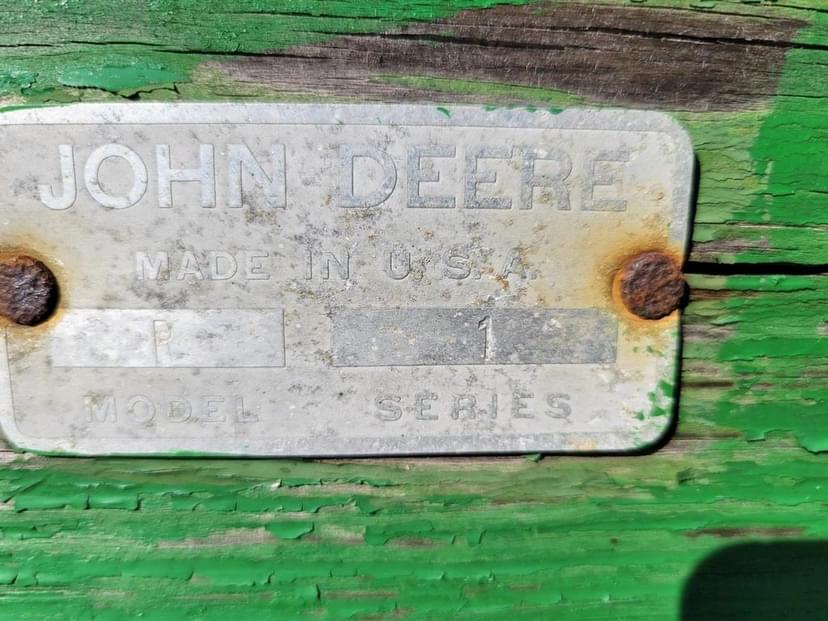 JOHN DEERE
MADE IN U.S.A.
R 1
MODEL SERIES